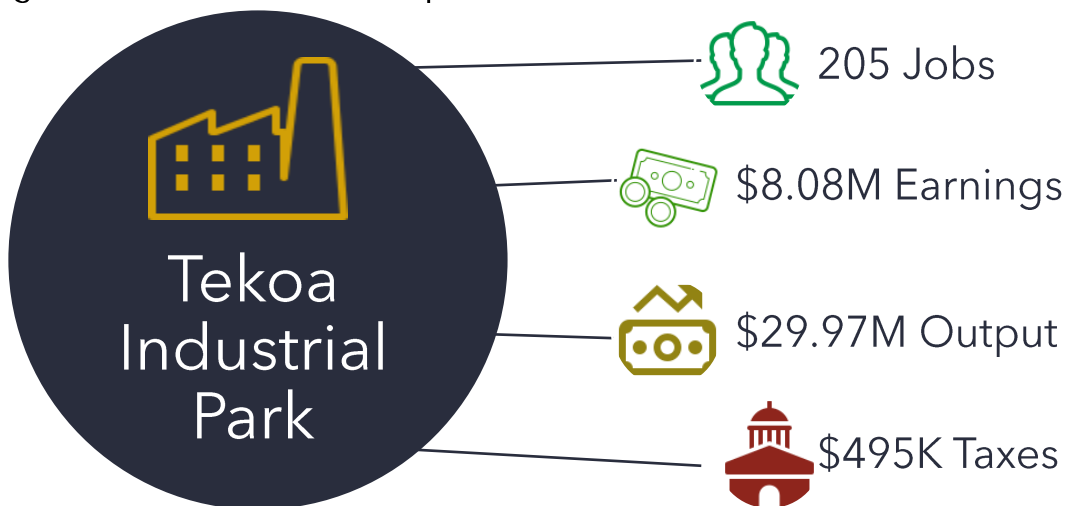 205 Jobs
$8.08M Earnings
Tekoa
Industrial
Park
$29.97M Output
$495K Taxes